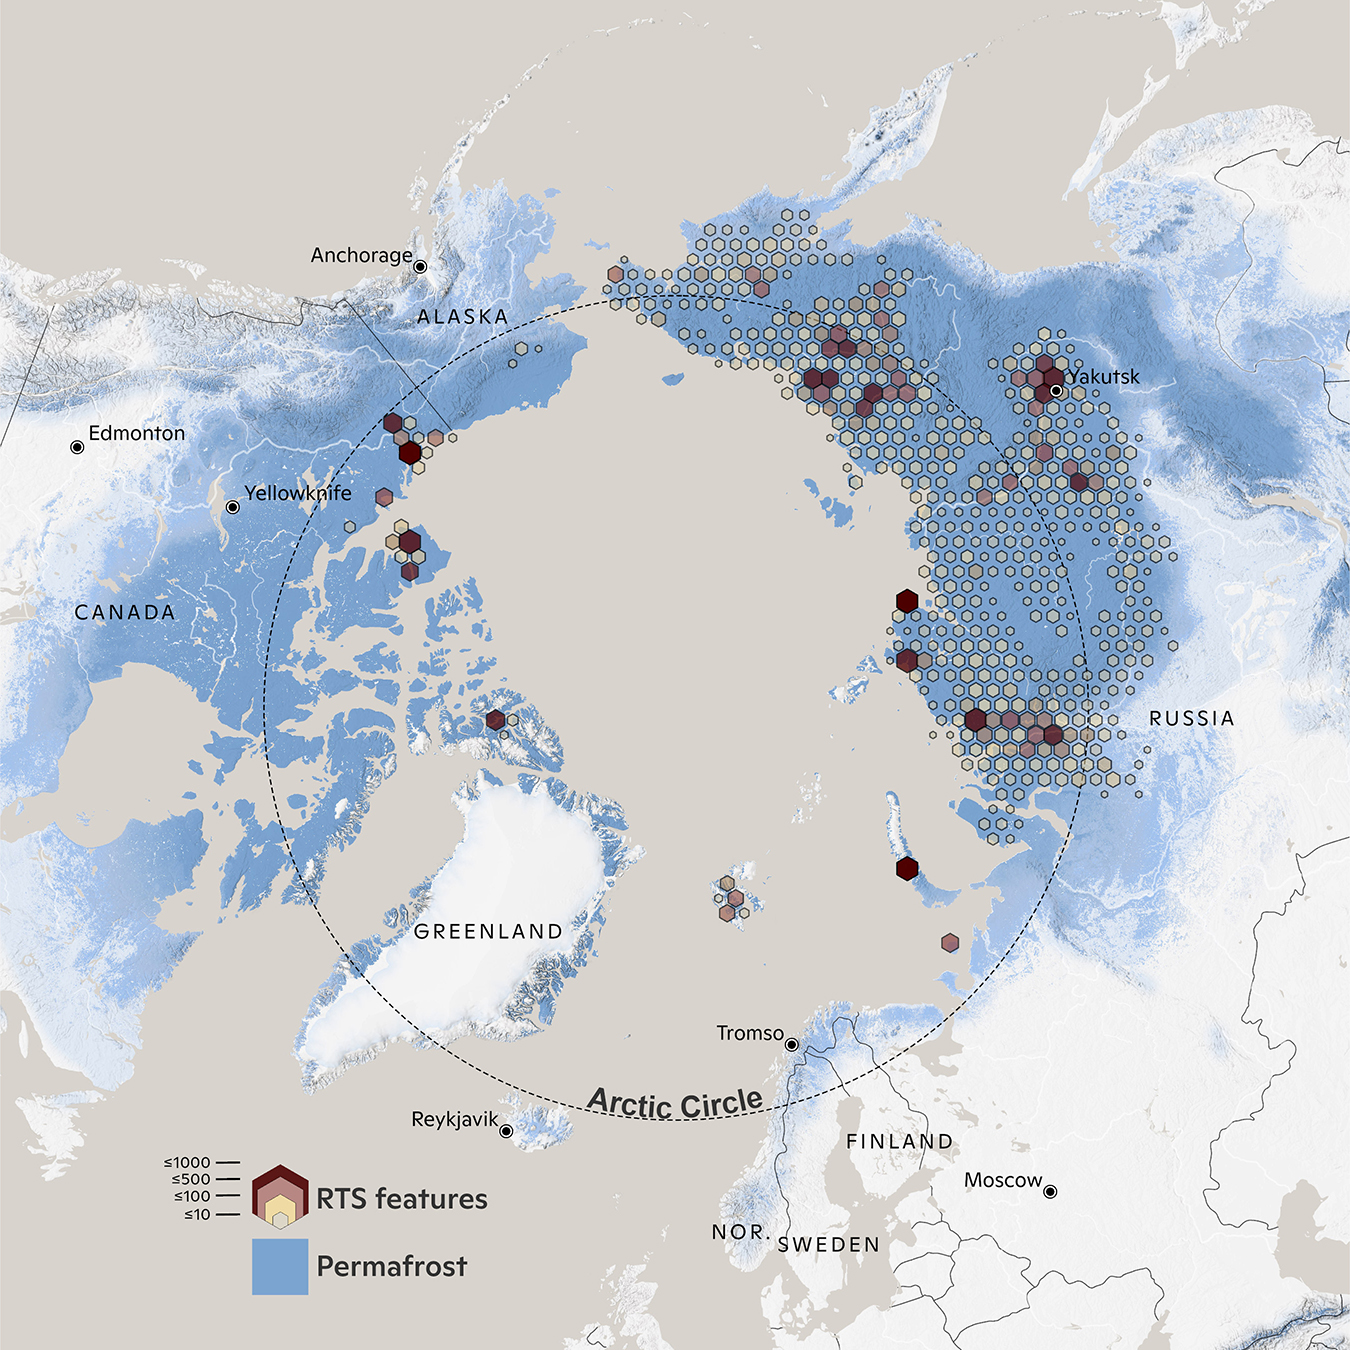 Anchorage
ALASKA
Yakutsk
Edmonton
Yellowknife
CANADA
RUSSIA
GREENLAND
Tromso
Arctic Circle
Reykjavik
FINLAND
Moscow
NOR.
SWEDEN
≤1000
≤500
≤100
≤10
RTS features
Permafrost